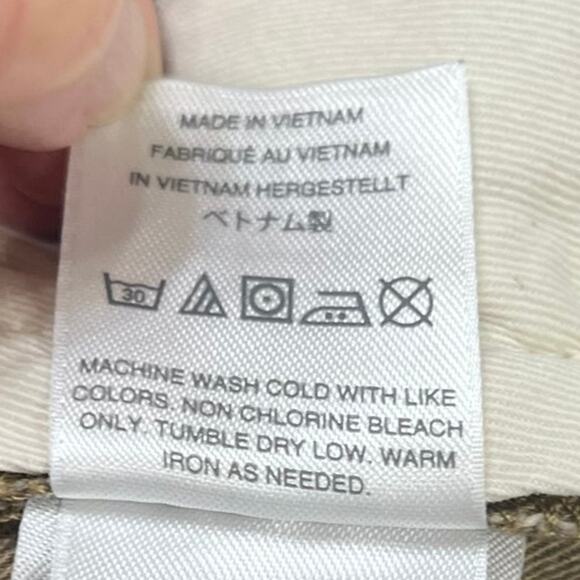 MADE IN VIETNAM
FABRIQUÉ AU VIETNAM
IN VIETNAM HERGESTELLT
ベトナム製
30
MACHINE WASH COLD WITH LIKE
COLORS. NON CHLORINE BLEACH
ONLY. TUMBLE DRY LOW. WARM
IRON AS NEEDED.